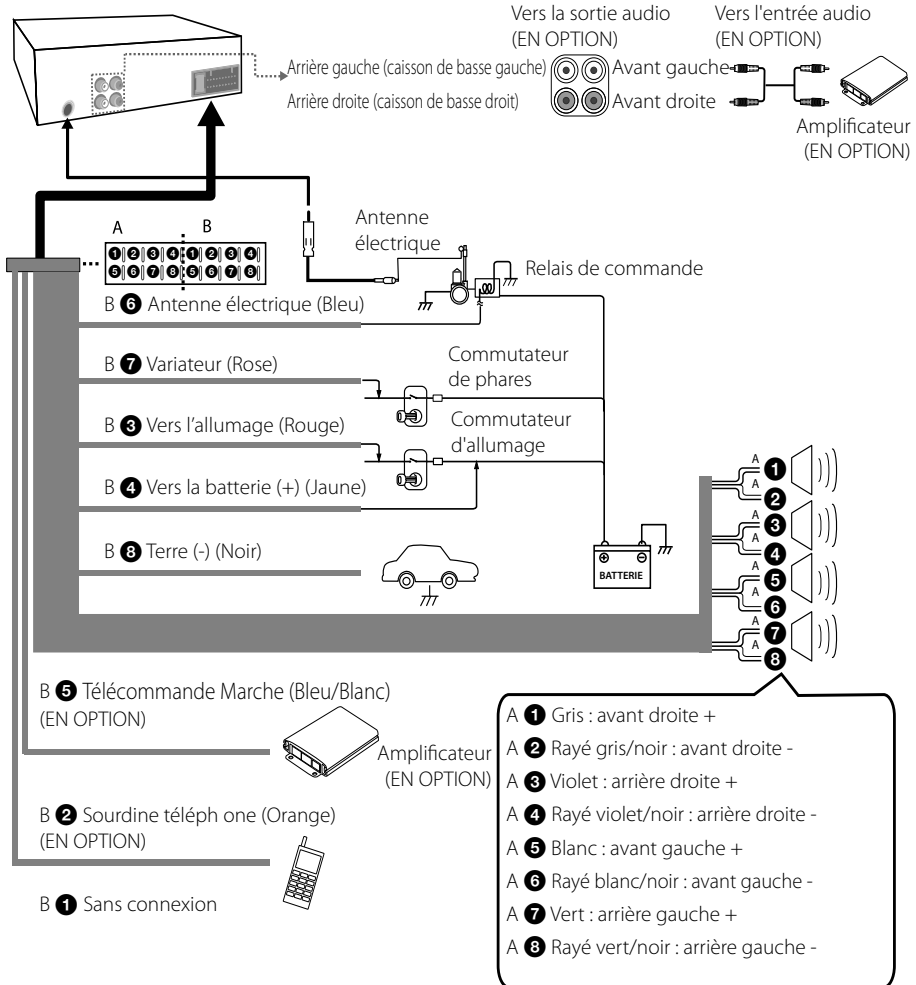 Vers la sortie audio
(EN OPTION)
Vers l'entrée audio
(EN OPTION)
Arrière gauche (caisson de basse gauche)
Avant gauche
Arrière droite (caisson de basse droit)
Avant droite
Amplificateur
(EN OPTION)
A B
1 2 3 4 1 2 3 4
5 6 7 8 5 6 7 8
Antenne
électrique
Relais de commande
B 6 Antenne électrique (Bleu)
B 7 Variateur (Rose)
Commutateur
de phares
B 3 Vers l’allumage (Rouge)
Commutateur
d'allumage
B 4 Vers la batterie (+) (Jaune)
B 8 Terre (-) (Noir)
BATTERIE
A 1
A 2
A 3
A 4
A 5
A 6
A 7
A 8
B 5 Télécommande Marche (Bleu/Blanc)
(EN OPTION)
Amplificateur
(EN OPTION)
B 2 Sourdine téléph one (Orange)
(EN OPTION)
B 1 Sans connexion
A 1 Gris : avant droite +
A 2 Rayé gris/noir : avant droite -
A 3 Violet : arrière droite +
A 4 Rayé violet/noir : arrière droite -
A 5 Blanc : avant gauche +
A 6 Rayé blanc/noir : avant gauche -
A 7 Vert : arrière gauche +
A 8 Rayé vert/noir : arrière gauche -